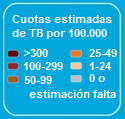 Cuotas estimadas
de TB por 100.000
>300 25-49
100-299 1-24
50-99 0 o
estimación falta